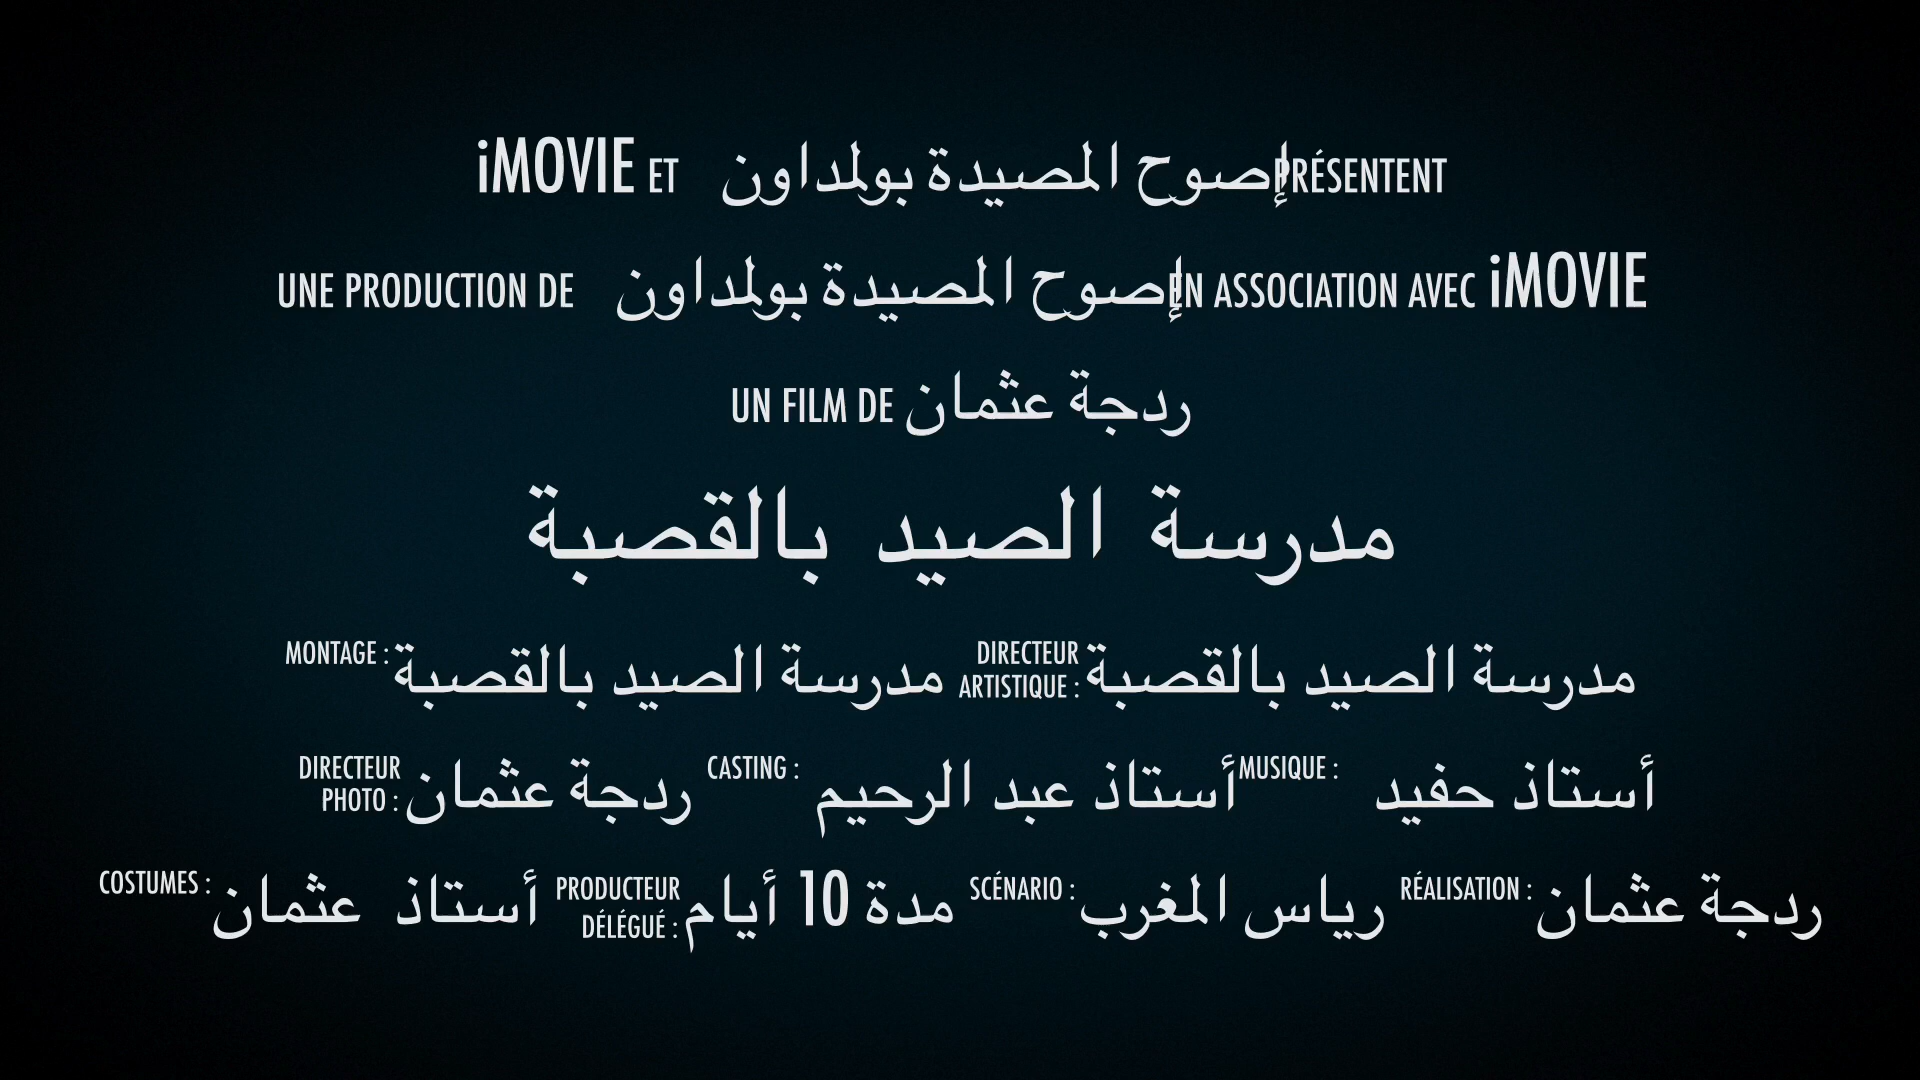 iMOVIE ET إصوح المصيدة بولمداون PRÉSENTENT
UNE PRODUCTION DE إصوح المصيدة بولمداون EN ASSOCIATION AVEC iMOVIE
UN FILM DE ردجة عثمان
مدرسة الصيد بالقصبة
MONTAGE : مدرسة الصيد بالقصبة DIRECTEUR ARTISTIQUE : مدرسة الصيد بالقصبة
DIRECTEUR PHOTO : ردجة عثمان CASTING : أستاذ عبد الرحيم MUSIQUE : أستاذ حفيد
COSTUMES : أستاذ عثمان PRODUCTEUR DÉLÉGUÉ : مدة 10 أيام SCÉNARIO : رياس المغرب RÉALISATION : ردجة عثمان